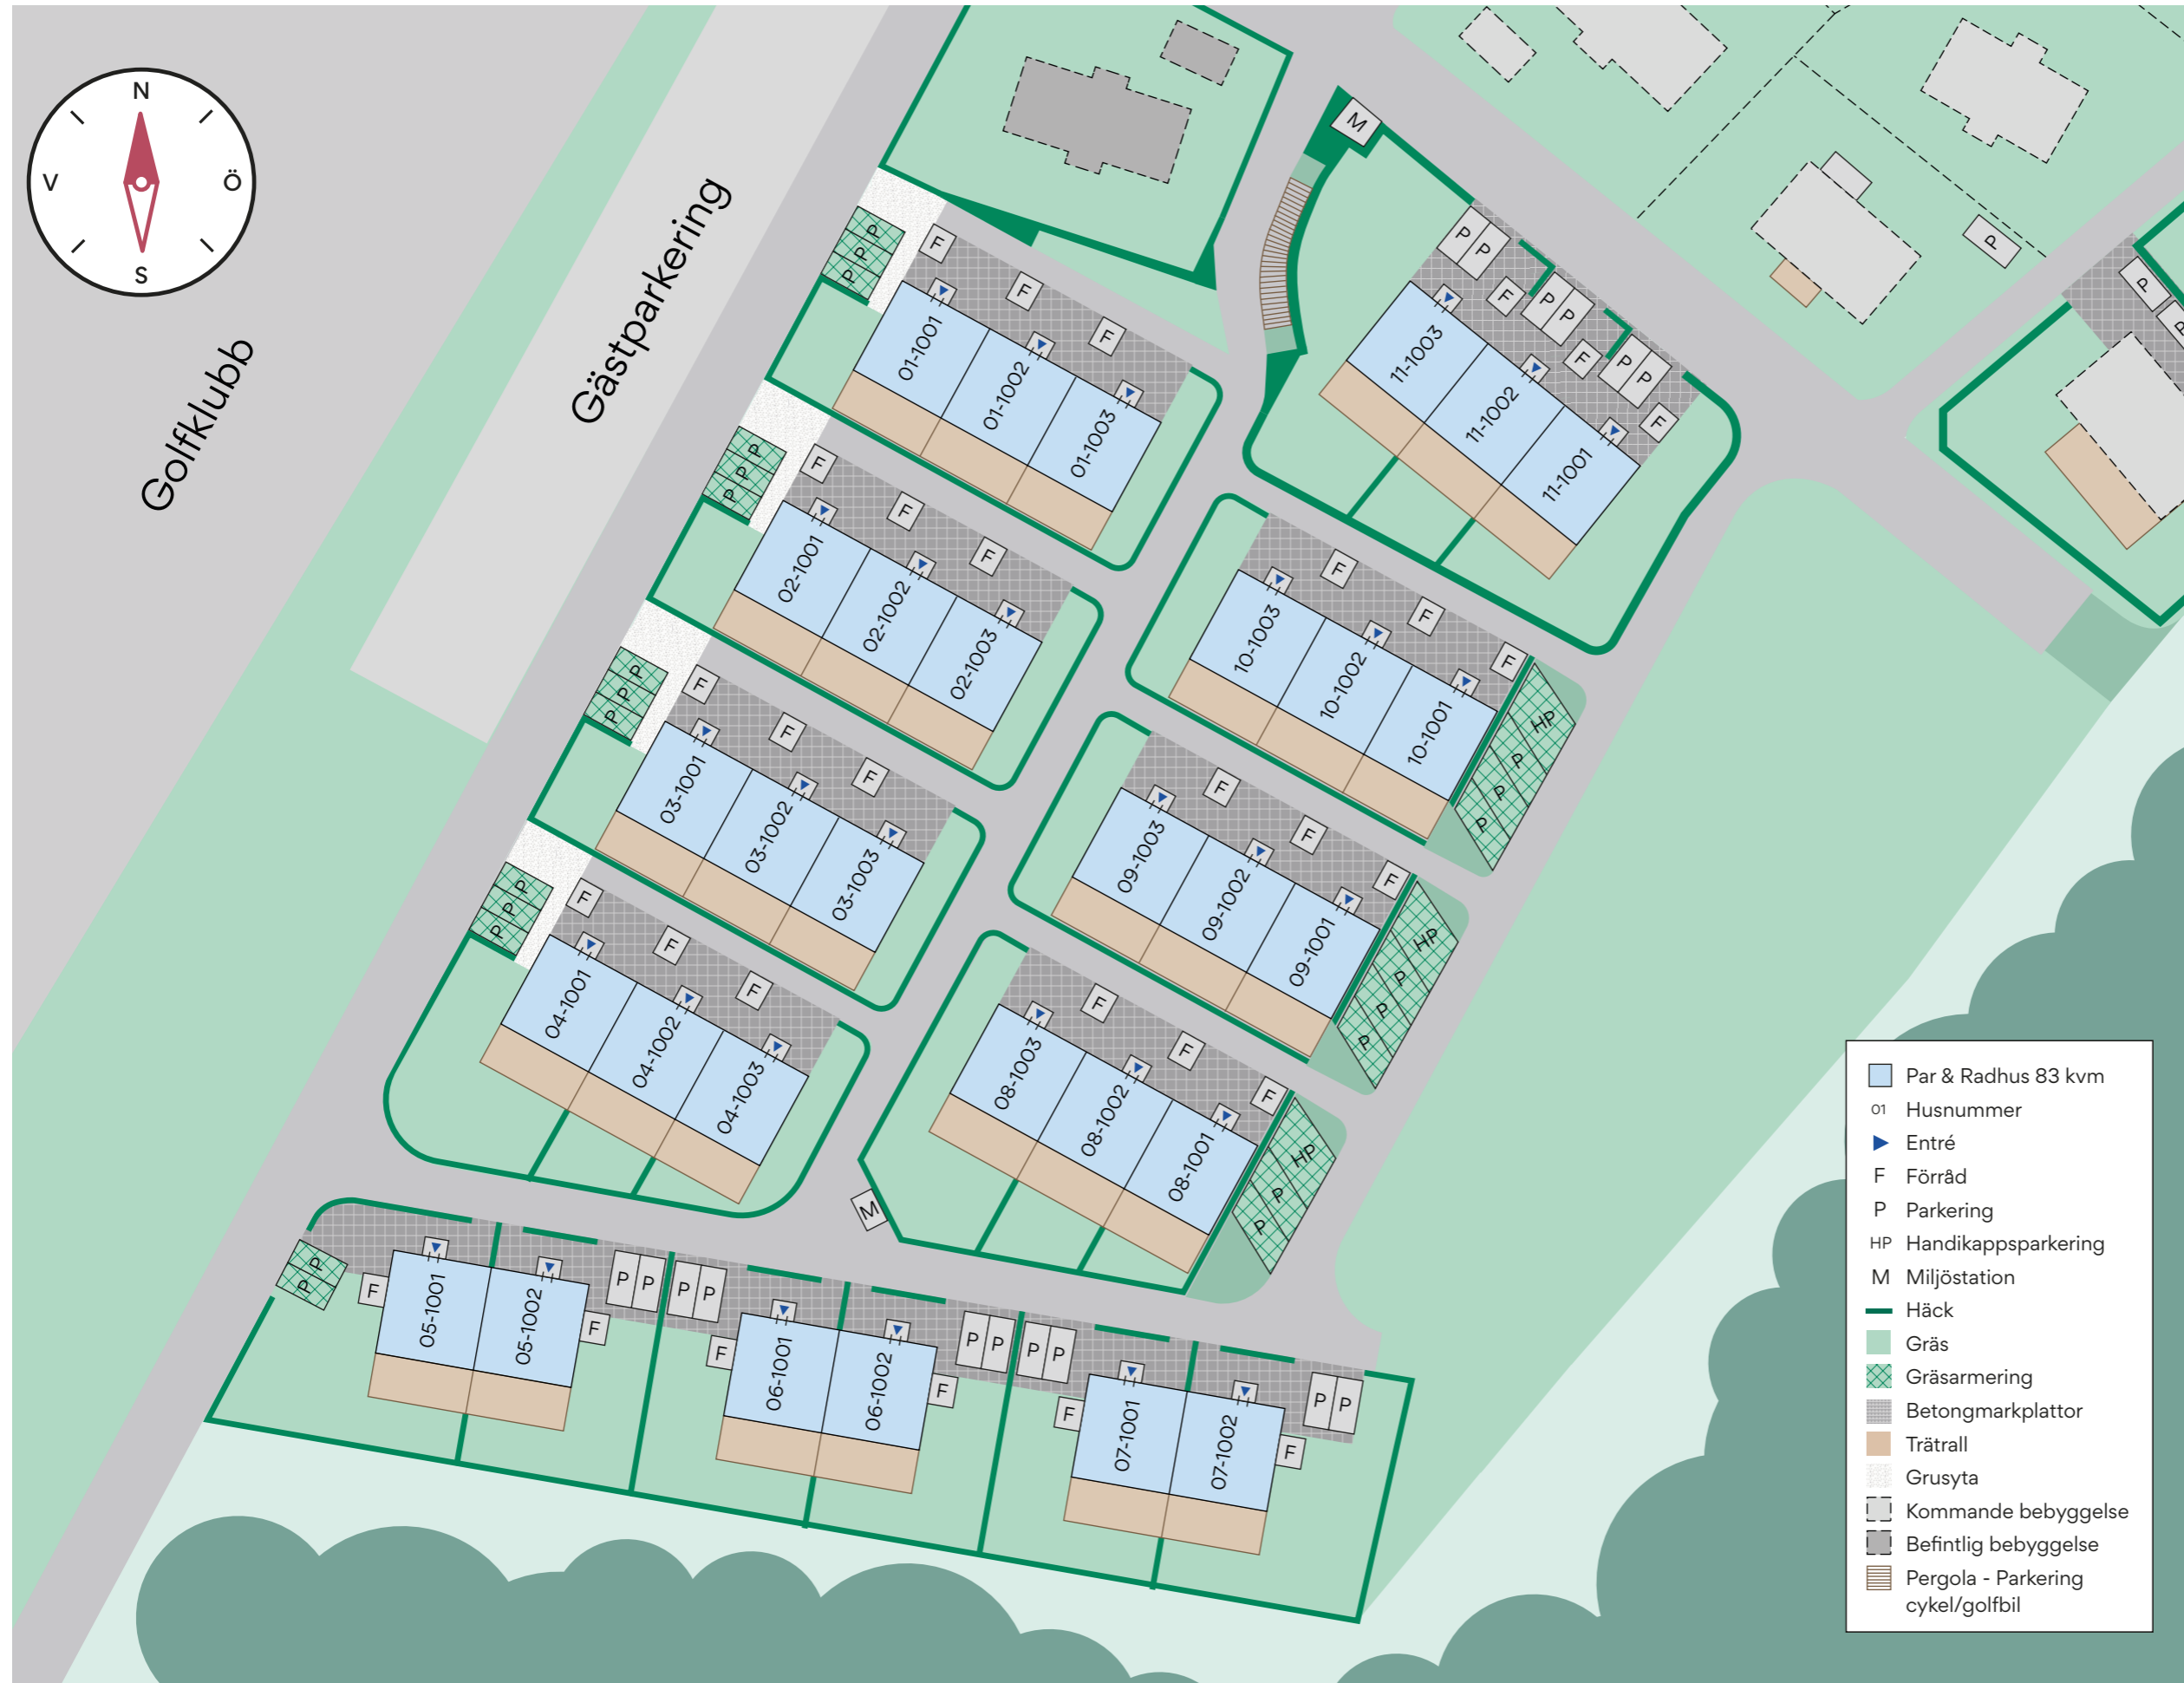 N
V
Ö
S
Golfklubb
Gästparkering
M
P
P
P
F
F
F
01-1001
01-1002
01-1003
P
P
P
F
F
F
02-1001
02-1002
02-1003
P
P
P
F
F
F
03-1001
03-1002
03-1003
P
P
P
F
F
F
04-1001
04-1002
04-1003
P P
F
P P
F
P P
F
11-1003
11-1002
11-1001
F
F
F
10-1003
10-1002
10-1001
HP
P
P
P
F
F
F
09-1003
09-1002
09-1001
HP
P
P
P
F
F
F
08-1003
08-1002
08-1001
HP
P
P
M
P
P
F
05-1001
05-1002
F
P P
P P
F
06-1001
06-1002
F
P P
P P
F
07-1001
07-1002
F
P P
P
P
P
Par & Radhus 83 kvm
01 Husnummer
Entré
F Förråd
P Parkering
HP Handikappsparkering
M Miljöstation
Häck
Gräs
Gräsarmering
Betongmarkplattor
Trätrall
Grusyta
Kommande bebyggelse
Befintlig bebyggelse
Pergola - Parkering
cykel/golfbil